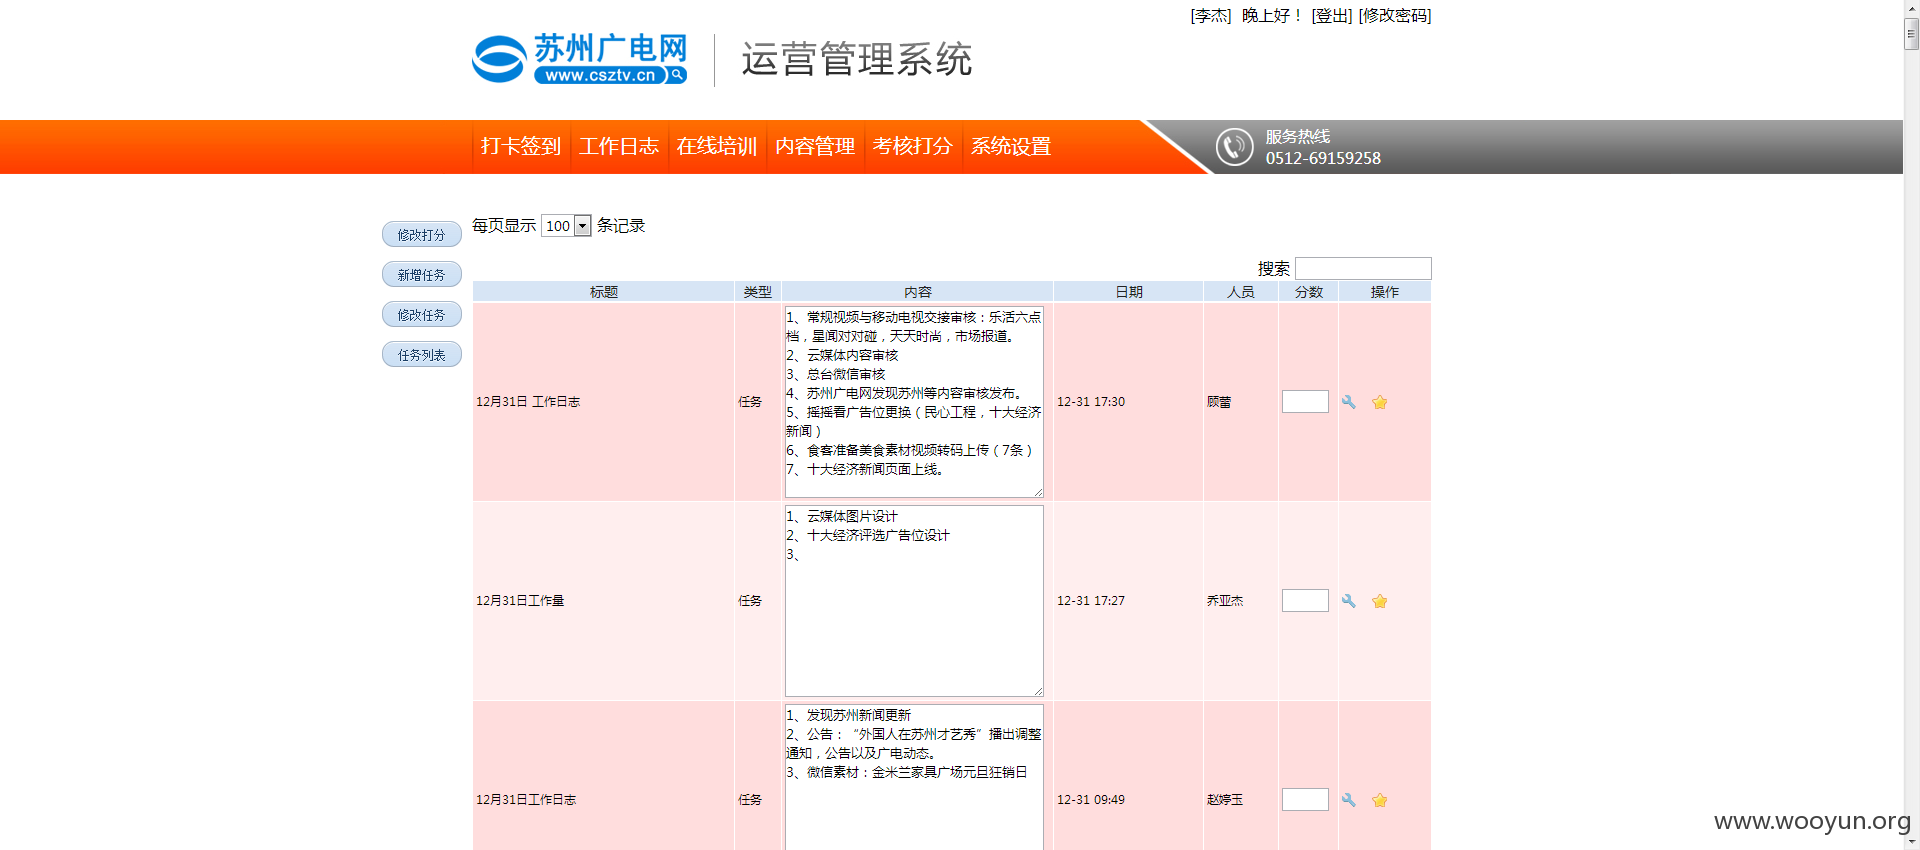 [李杰] 晚上好！ [登出] [修改密码]
苏州广电网
www.csztv.cn
运营管理系统
打卡签到 工作日志 在线培训 内容管理 考核打分 系统设置
服务热线
0512-69159258
修改打分
新增任务
修改任务
任务列表
每页显示 100 条记录
搜索
标题 类型 内容 日期 人员 分数 操作
12月31日 工作日志 任务
1、常规视频与移动电视交接审核：乐活六点
档，星闻对对碰，天天时尚，市场报道。
2、云媒体内容审核
3、总台微信审核
4、苏州广电网发现苏州等内容审核发布。
5、摇摇看广告位更换（民心工程，十大经济
新闻）
6、食客准备美食素材视频转码上传（7条）
7、十大经济新闻页面上线。
12-31 17:30 顾蕾
12月31日工作量 任务
1、云媒体图片设计
2、十大经济评选广告位设计
3、
12-31 17:27 乔亚杰
12月31日工作日志 任务
1、发现苏州新闻更新
2、公告：“外国人在苏州才艺秀”播出调整
通知，公告以及广电动态。
3、微信素材：金米兰家具广场元旦狂销日
12-31 09:49 赵婷玉
www.wooyun.org